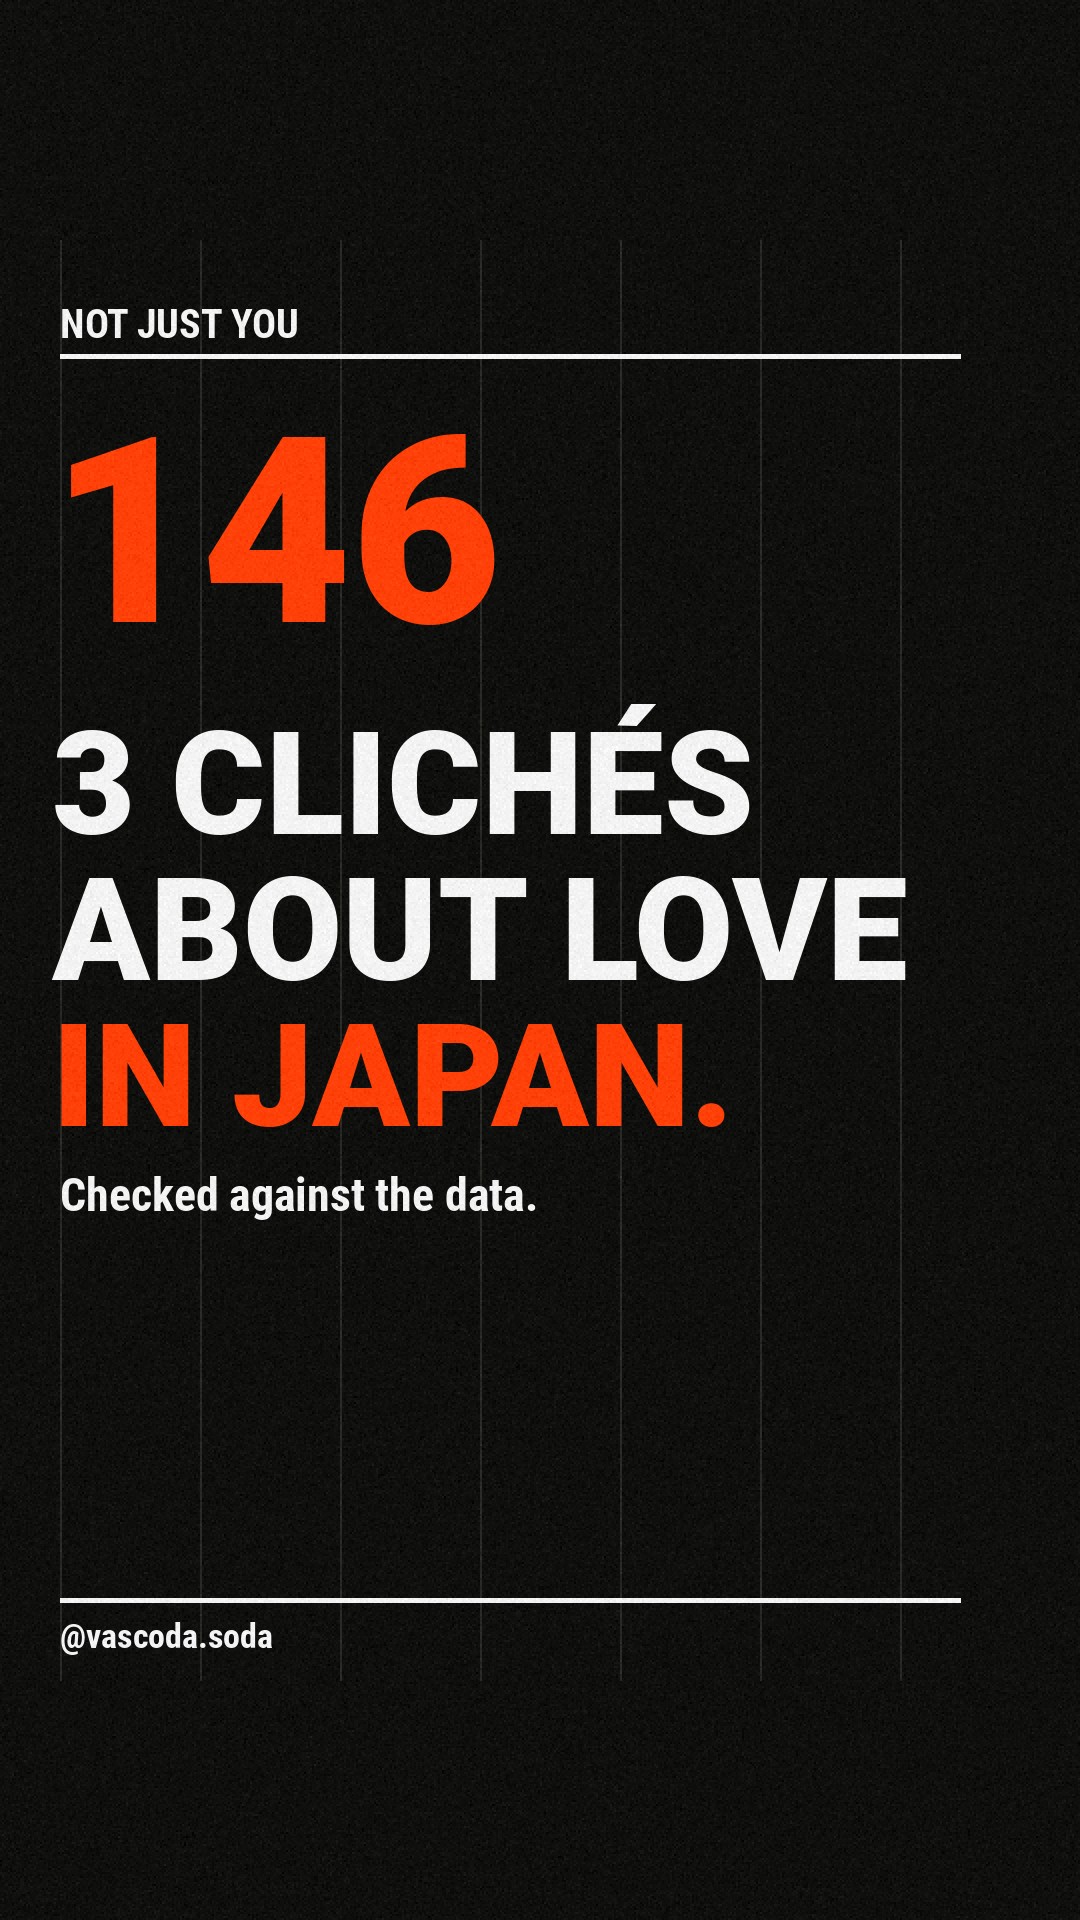 NOT JUST YOU
146
3 CLICHÉS
ABOUT LOVE
IN JAPAN.
Checked against the data.
@vascoda.soda